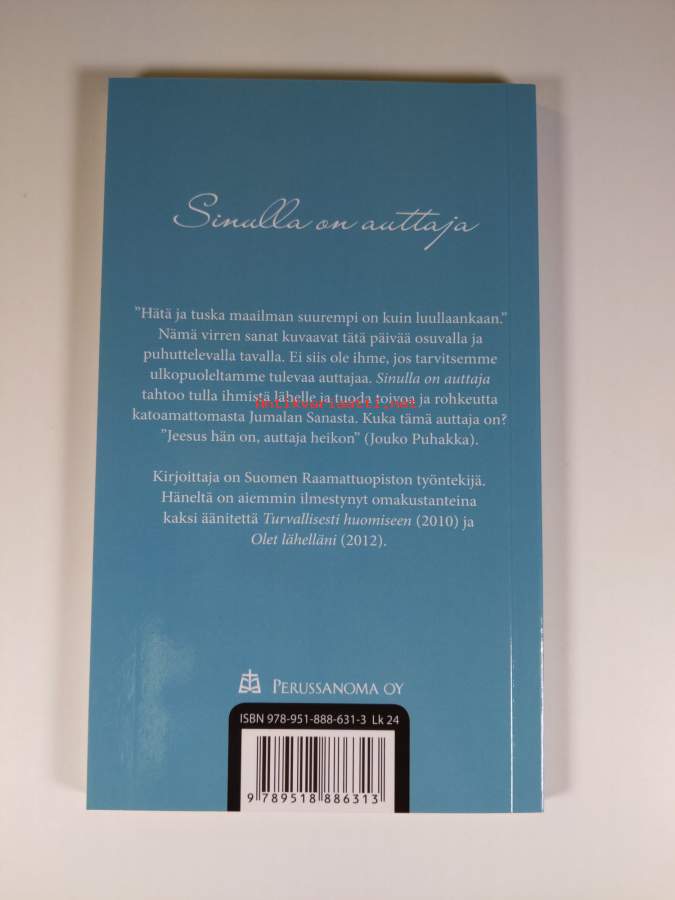 Sinulla on auttaja
”Hätä ja tuska maailman suurempi on kuin luullaankaan.”
Nämä virren sanat kuvaavat tätä päivää osuvalla ja
puhuttelevalla tavalla. Ei siis ole ihme, jos tarvitsemme
ulkopuoleltamme tulevaa auttajaa. Sinulla on auttaja
tahtoo tulla ihmistä lähelle ja tuoda toivoa ja rohkeutta
antikvariaatti.net
katoamattomasta Jumalan Sanasta. Kuka tämä auttaja on?
”Jeesus hän on, auttaja heikon” (Jouko Puhakka).
Kirjoittaja on Suomen Raamattuopiston työntekijä.
Häneltä on aiemmin ilmestynyt omakustanteina
kaksi äänitettä Turvallisesti huomiseen (2010) ja
Olet lähelläni (2012).
Perussanoma Oy
ISBN 978-951-888-631-3 Lk 24
9 789518 886313